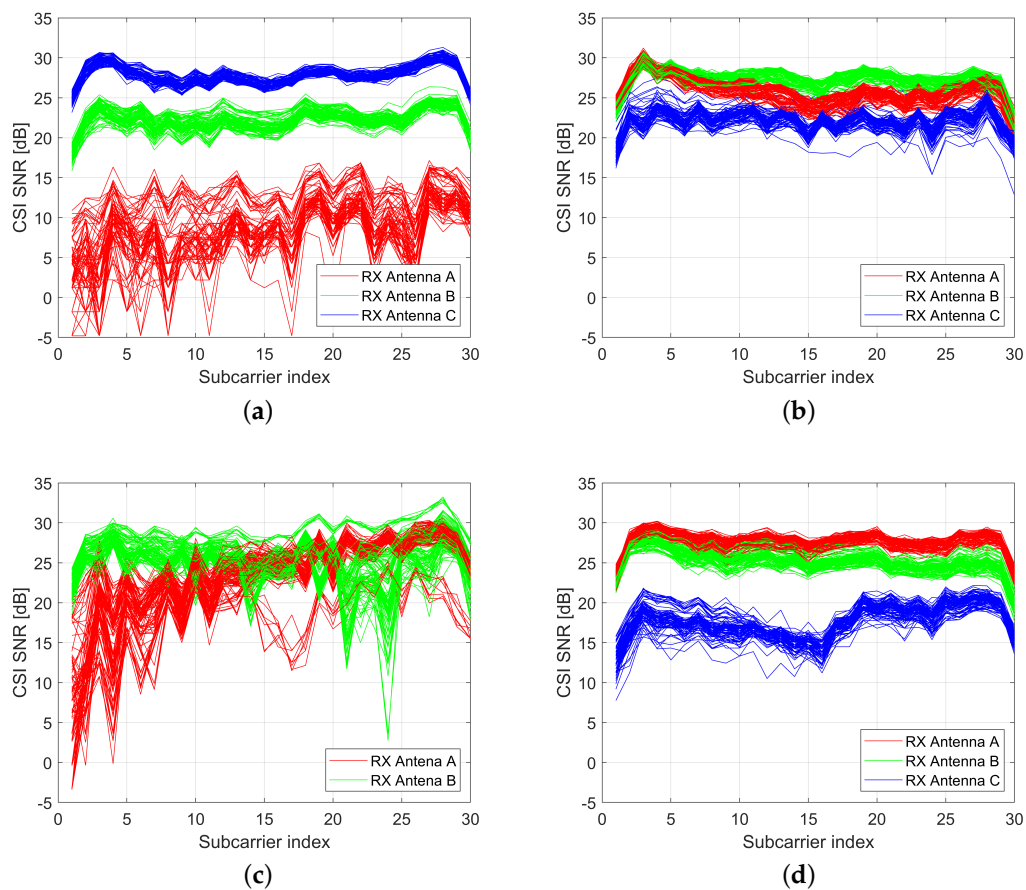 35
30
25
20
15
10
5
0
-5
CSI SNR [dB]
RX Antenna A
RX Antenna B
RX Antenna C
0 5 10 15 20 25 30
Subcarrier index
(a)
35
30
25
20
15
10
5
0
-5
CSI SNR [dB]
RX Antenna A
RX Antenna B
RX Antenna C
0 5 10 15 20 25 30
Subcarrier index
(b)
35
30
25
20
15
10
5
0
-5
CSI SNR [dB]
RX Antena A
RX Antena B
0 5 10 15 20 25 30
Subcarrier index
(c)
35
30
25
20
15
10
5
0
-5
CSI SNR [dB]
RX Antenna A
RX Antenna B
RX Antenna C
0 5 10 15 20 25 30
Subcarrier index
(d)